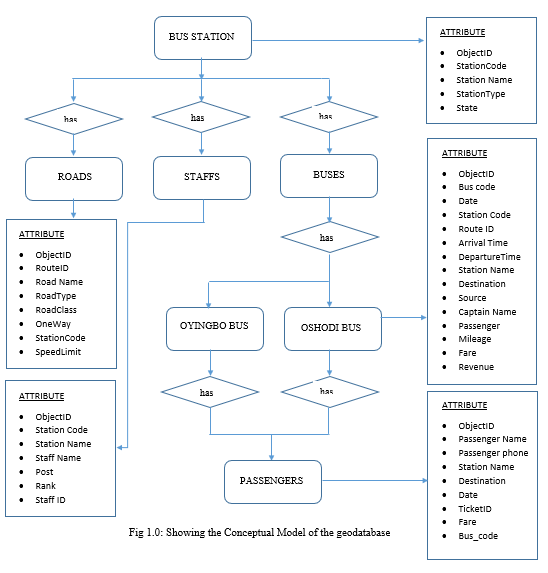 BUS STATION
ATTRIBUTE
ObjectID
StationCode
Station Name
StationType
State
has
has
has
ROADS
STAFFS
BUSES
ATTRIBUTE
ObjectID
Bus code
Date
Station Code
Route ID
Arrival Time
DepartureTime
Station Name
Destination
Source
Captain Name
Passenger
Mileage
Fare
Revenue
ATTRIBUTE
ObjectID
RouteID
Road Name
RoadType
RoadClass
OneWay
StationCode
SpeedLimit
has
OYINGBO BUS
OSHODI BUS
has
has
ATTRIBUTE
ObjectID
Station Code
Station Name
Staff Name
Post
Rank
Staff ID
PASSENGERS
ATTRIBUTE
ObjectID
Passenger Name
Passenger phone
Station Name
Destination
Date
TicketID
Fare
Bus_code
Fig 1.0: Showing the Conceptual Model of the geodatabase